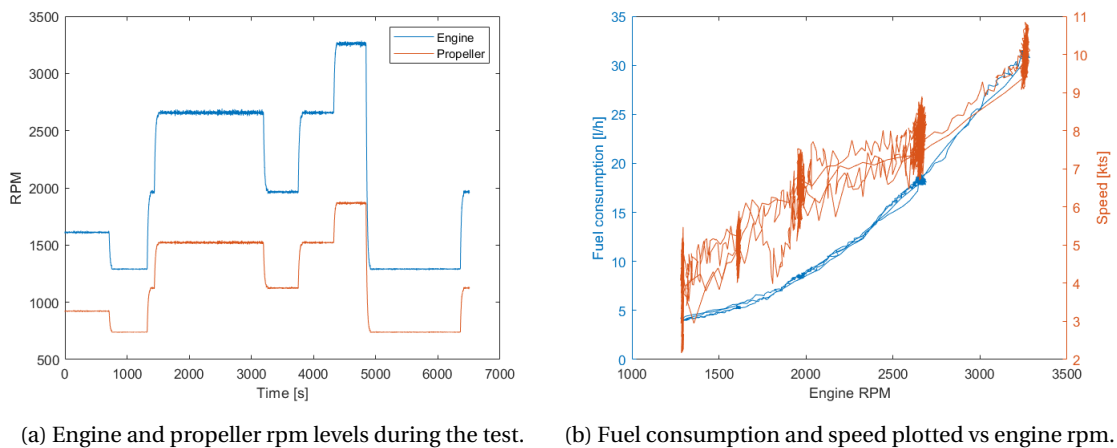 3500
3000
2500
2000
1500
1000
500
RPM
Engine
Propeller
0 1000 2000 3000 4000 5000 6000 7000
Time [s]
35
30
25
20
15
10
5
0
Fuel consumption [l/h]
11
10
9
8
7
6
5
4
3
2
Speed [kts]
1000 1500 2000 2500 3000 3500
Engine RPM
(a) Engine and propeller rpm levels during the test.
(b) Fuel consumption and speed plotted vs engine rpm.